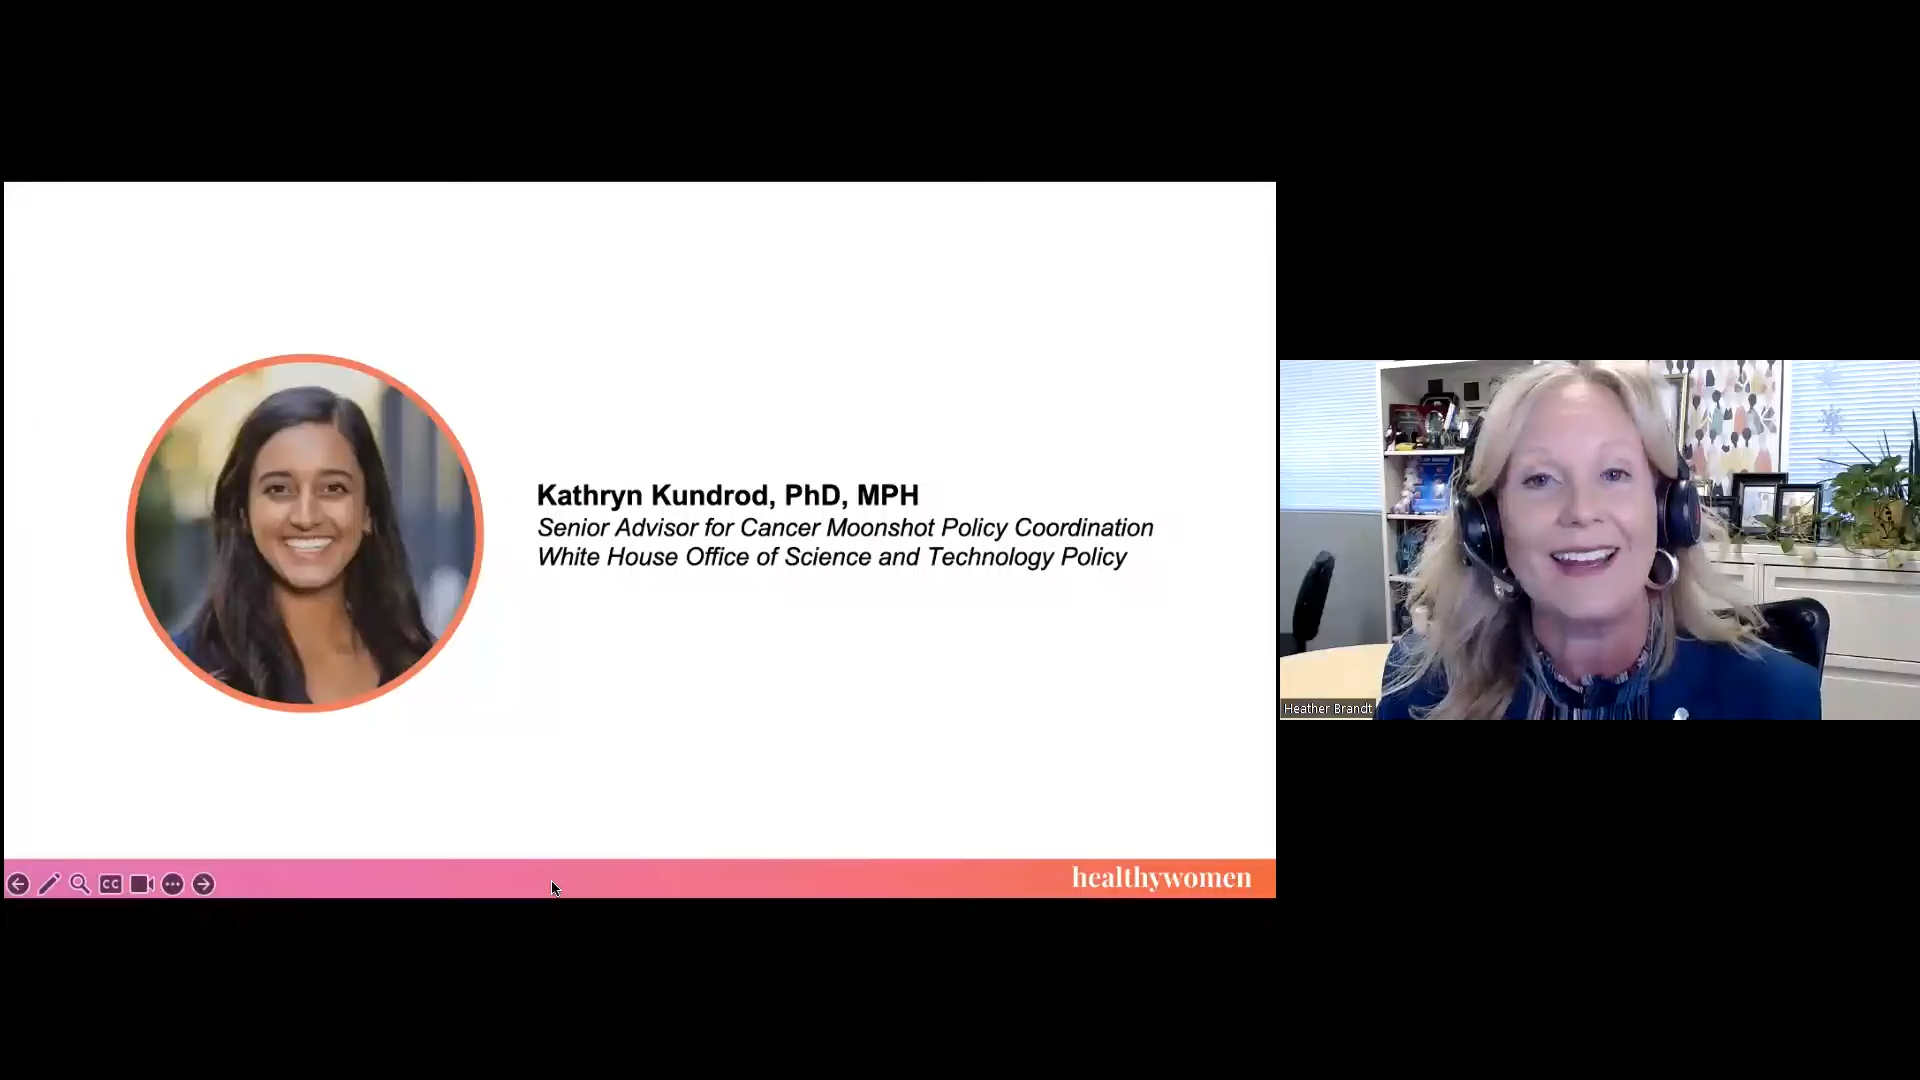 Kathryn Kundrod, PhD, MPH
Senior Advisor for Cancer Moonshot Policy Coordination
White House Office of Science and Technology Policy
Heather Brandt
CC
healthywomen